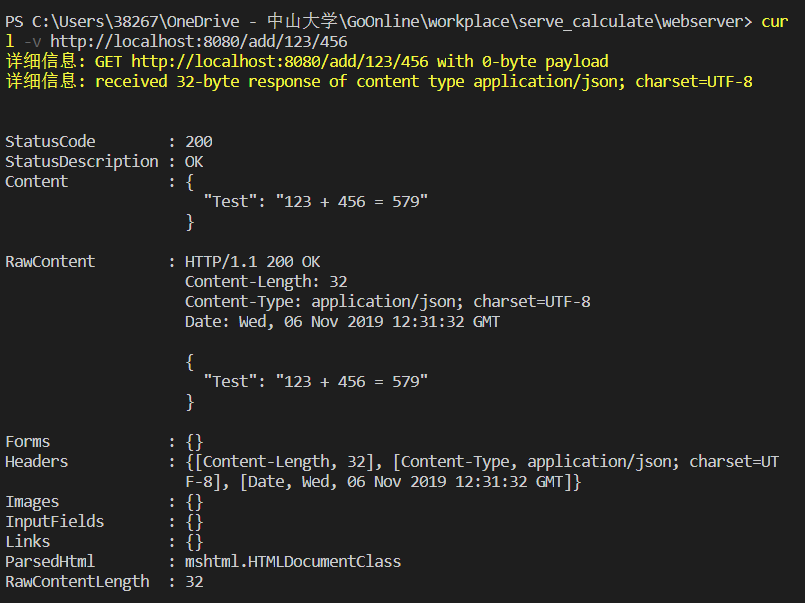 PS C:\Users\38267\OneDrive - 中山大学\GoOnline\workplace\serve_calculate\webserver> cur
l -v http://localhost:8080/add/123/456
详细信息: GET http://localhost:8080/add/123/456 with 0-byte payload
详细信息: received 32-byte response of content type application/json; charset=UTF-8
StatusCode        : 200
StatusDescription : OK
Content           : {
                      "Test": "123 + 456 = 579"
                    }
RawContent        : HTTP/1.1 200 OK
                    Content-Length: 32
                    Content-Type: application/json; charset=UTF-8
                    Date: Wed, 06 Nov 2019 12:31:32 GMT
                    {
                      "Test": "123 + 456 = 579"
                    }
Forms             : {}
Headers           : {[Content-Length, 32], [Content-Type, application/json; charset=UT
                    F-8], [Date, Wed, 06 Nov 2019 12:31:32 GMT]}
Images            : {}
InputFields       : {}
Links             : {}
ParsedHtml        : mshtml.HTMLDocumentClass
RawContentLength  : 32